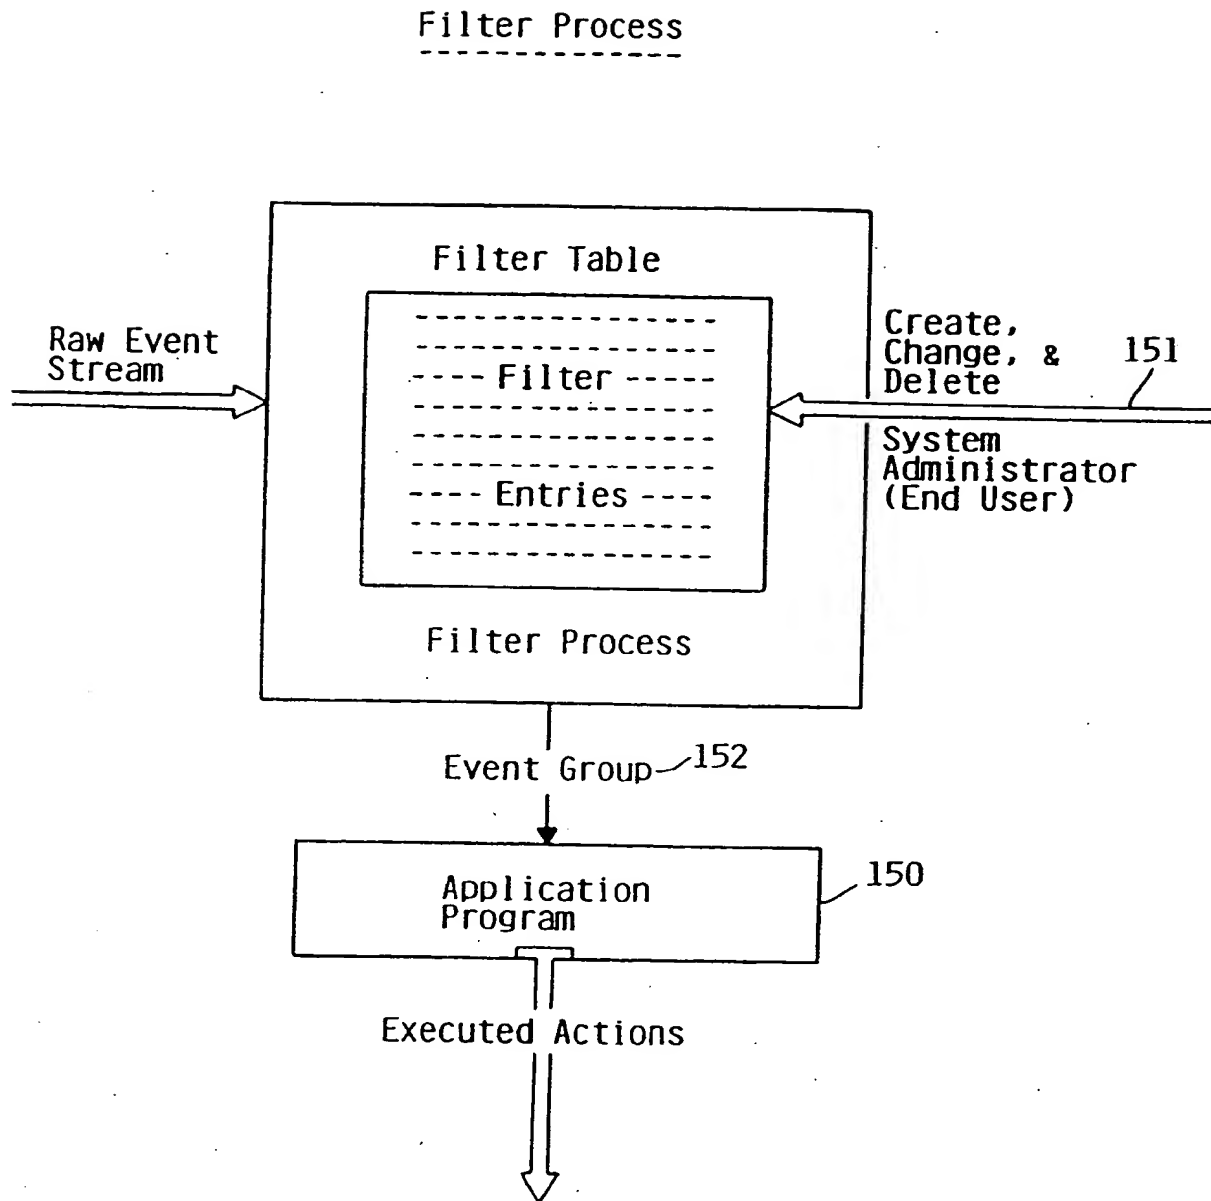 Filter Process
--------------
Filter Table
Raw Event
Stream
----------------
----------------
---- Filter -----
----------------
----------------
----------------
---- Entries ----
----------------
----------------
Create,
Change, &
Delete
151
System
Administrator
(End User)
Filter Process
Event Group 152
Application
Program
150
Executed Actions